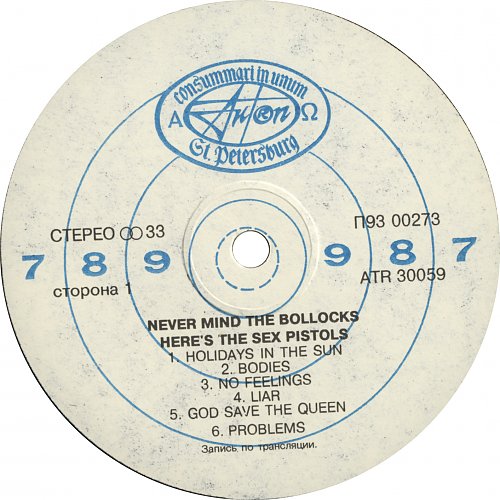 consummari in unum
Α АнТроп Ω
St. Petersburg
СТЕРЕО 33
П93 00273
7 8 9 9 8 7
сторона 1
ATR 30059
NEVER MIND THE BOLLOCKS
HERE'S THE SEX PISTOLS
1. HOLIDAYS IN THE SUN
2. BODIES
3. NO FEELINGS
4. LIAR
5. GOD SAVE THE QUEEN
6. PROBLEMS
Запись по трансляции.